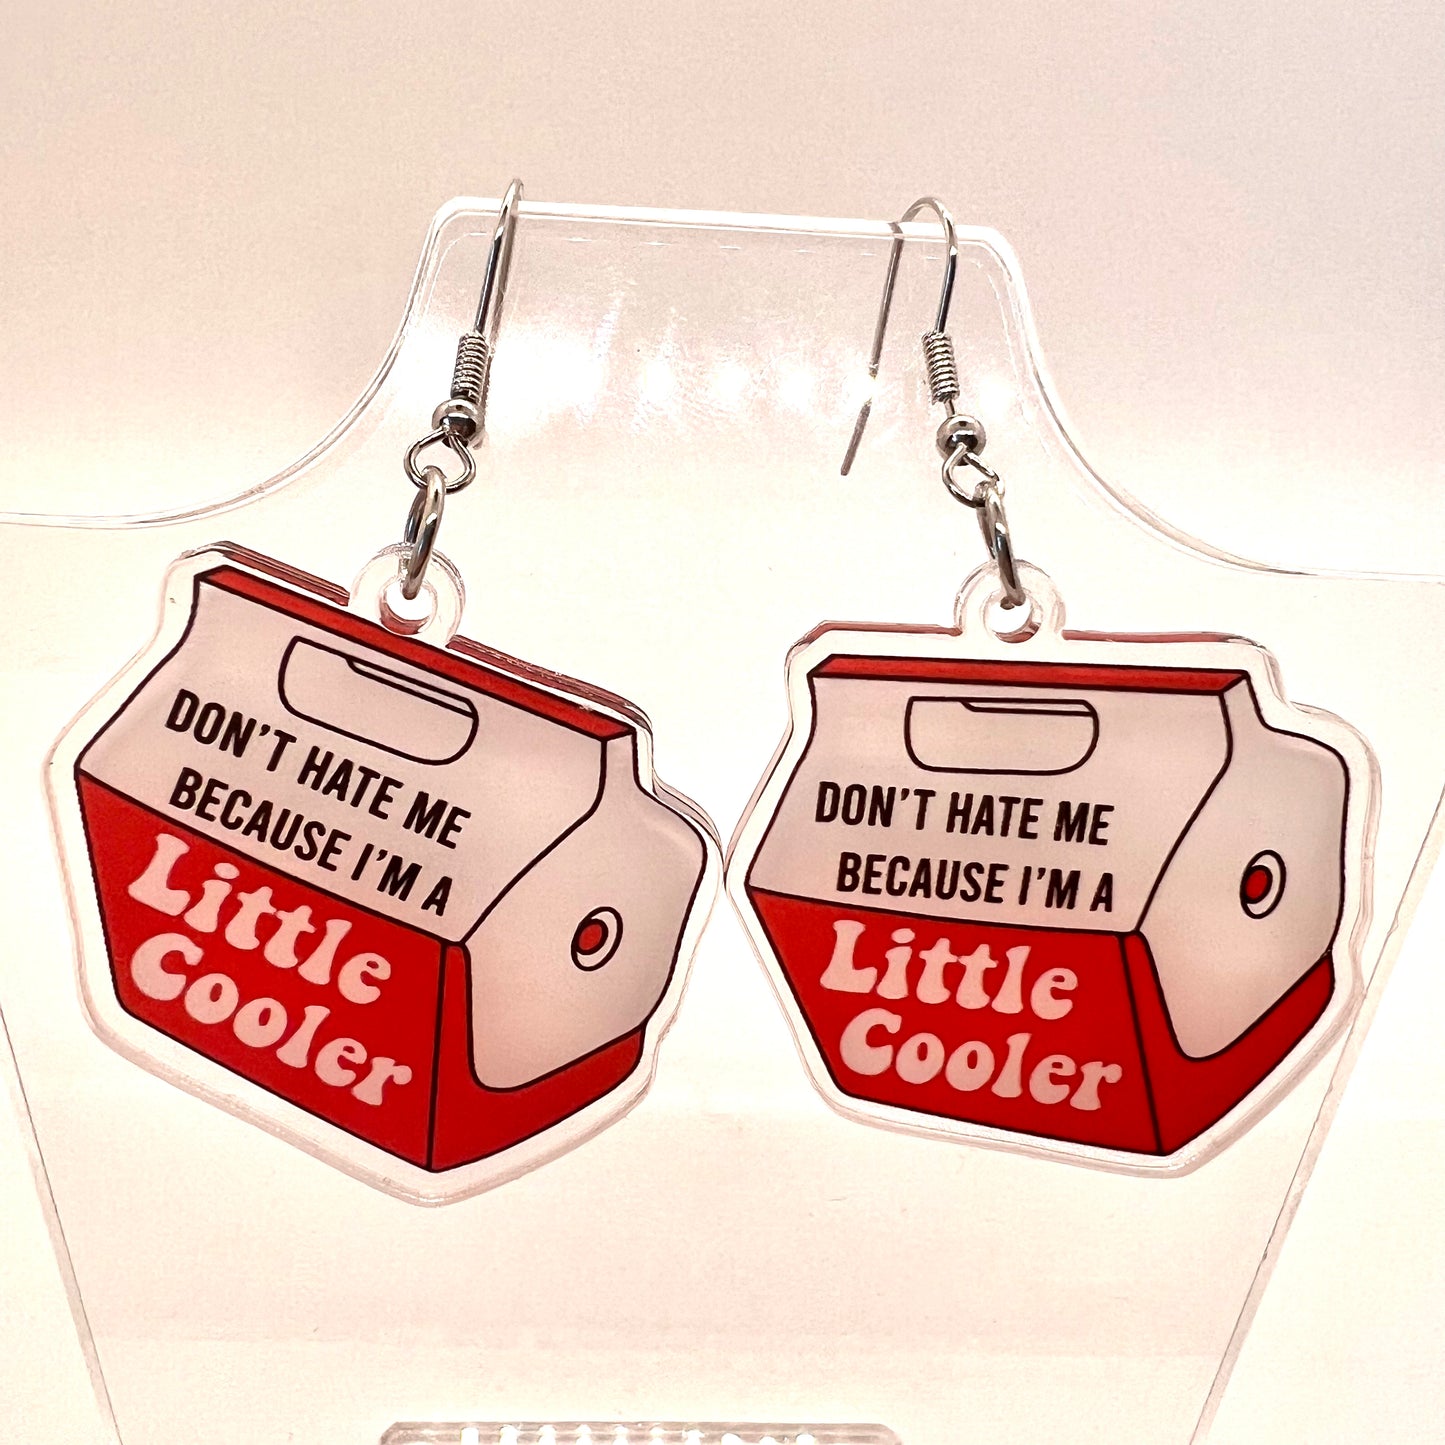 DON'T HATE ME
BECAUSE I'M A
Little
Cooler
DON'T HATE ME
BECAUSE I'M A
Little
Cooler